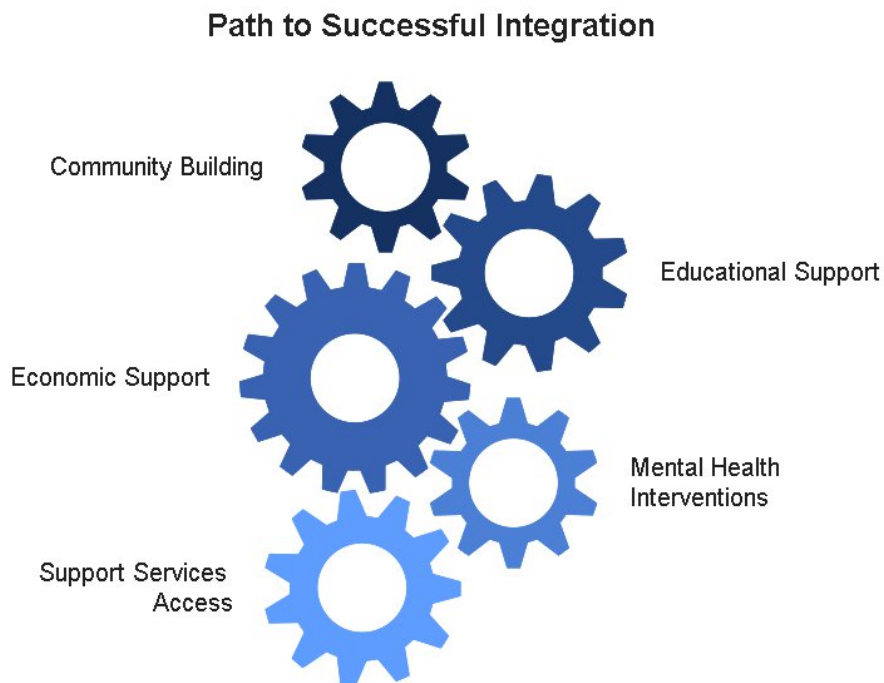 Path to Successful Integration
Community Building
Educational Support
Economic Support
Mental Health
Interventions
Support Services
Access